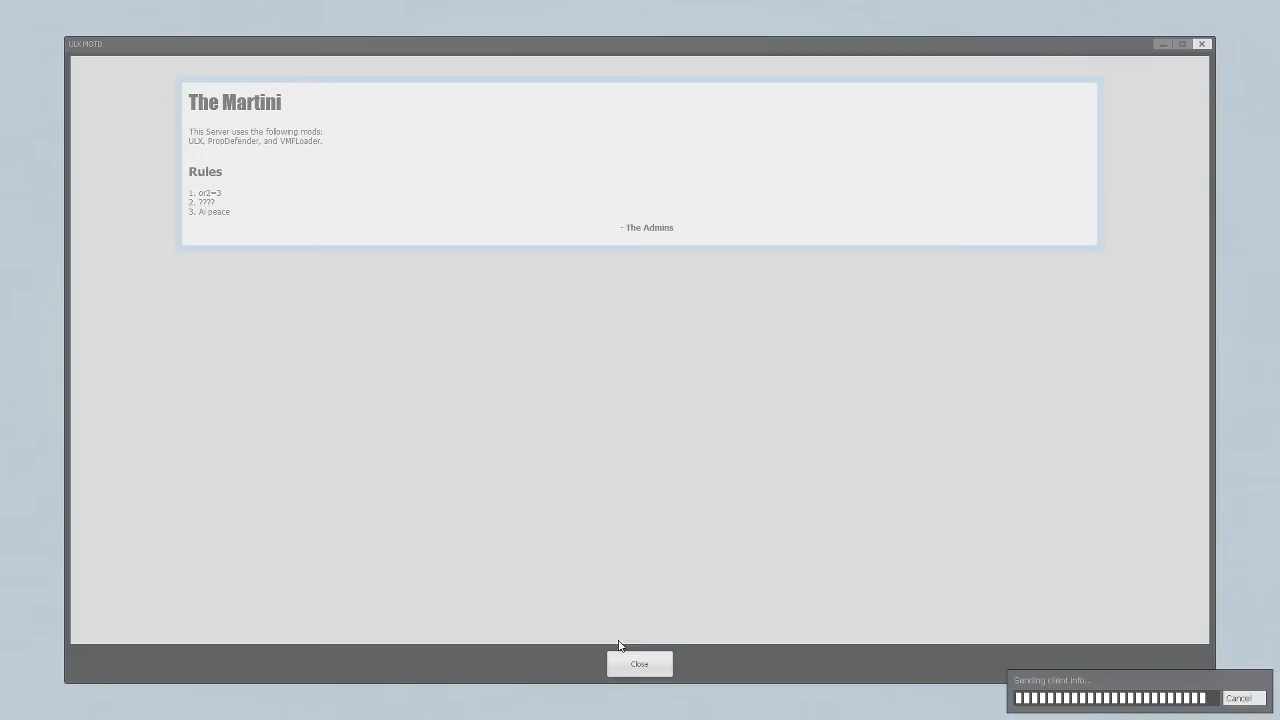 ULX MOTD
The Martini
This Server uses the following mods:
ULX, PropDefender, and VMFLoader.
Rules
1. or2=3
2. ????
3. Ai peace
- The Admins
Close
Sending client info...
Cancel